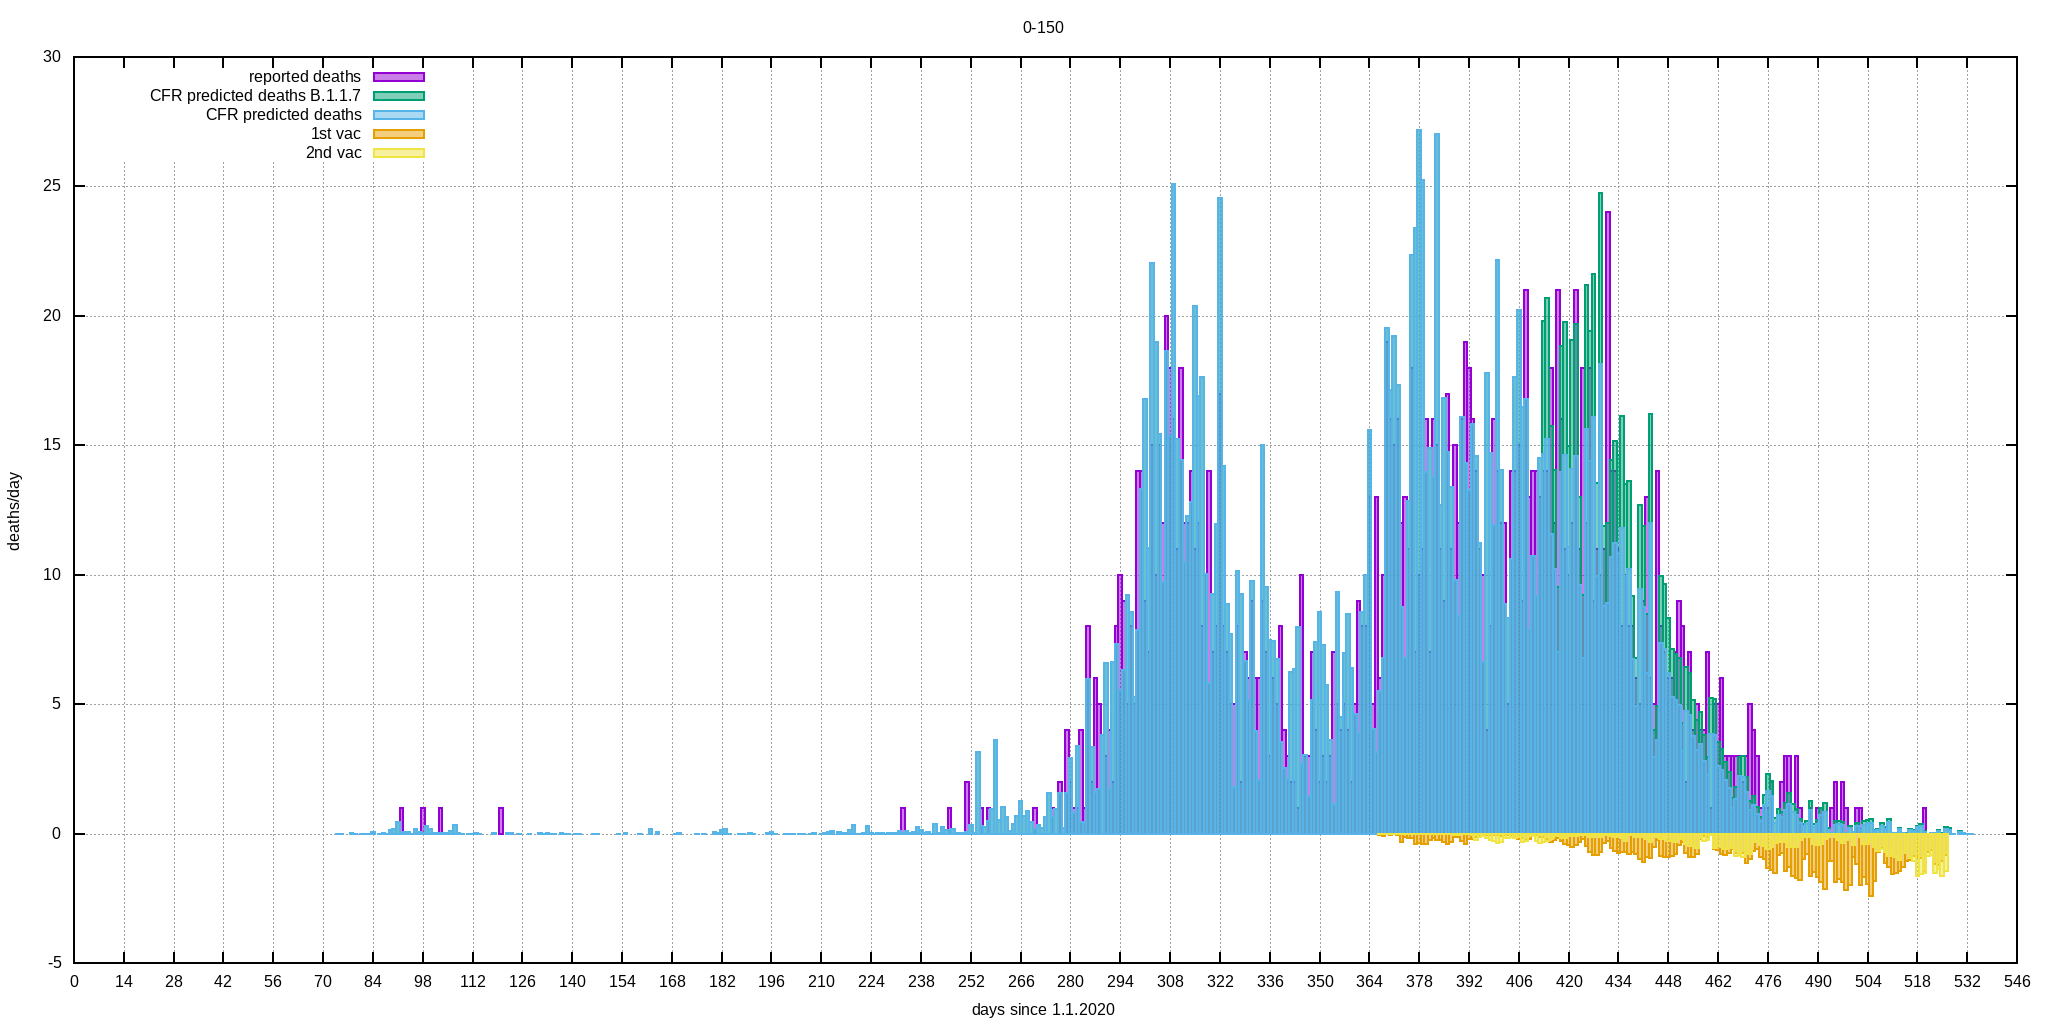 0-150
30
25
20
15
10
5
0
-5
deaths/day
reported deaths
CFR predicted deaths B.1.1.7
CFR predicted deaths
1st vac
2nd vac
0 14 28 42 56 70 84 98 112 126 140 154 168 182 196 210 224 238 252 266 280 294 308 322 336 350 364 378 392 406 420 434 448 462 476 490 504 518 532 546
days since 1.1.2020